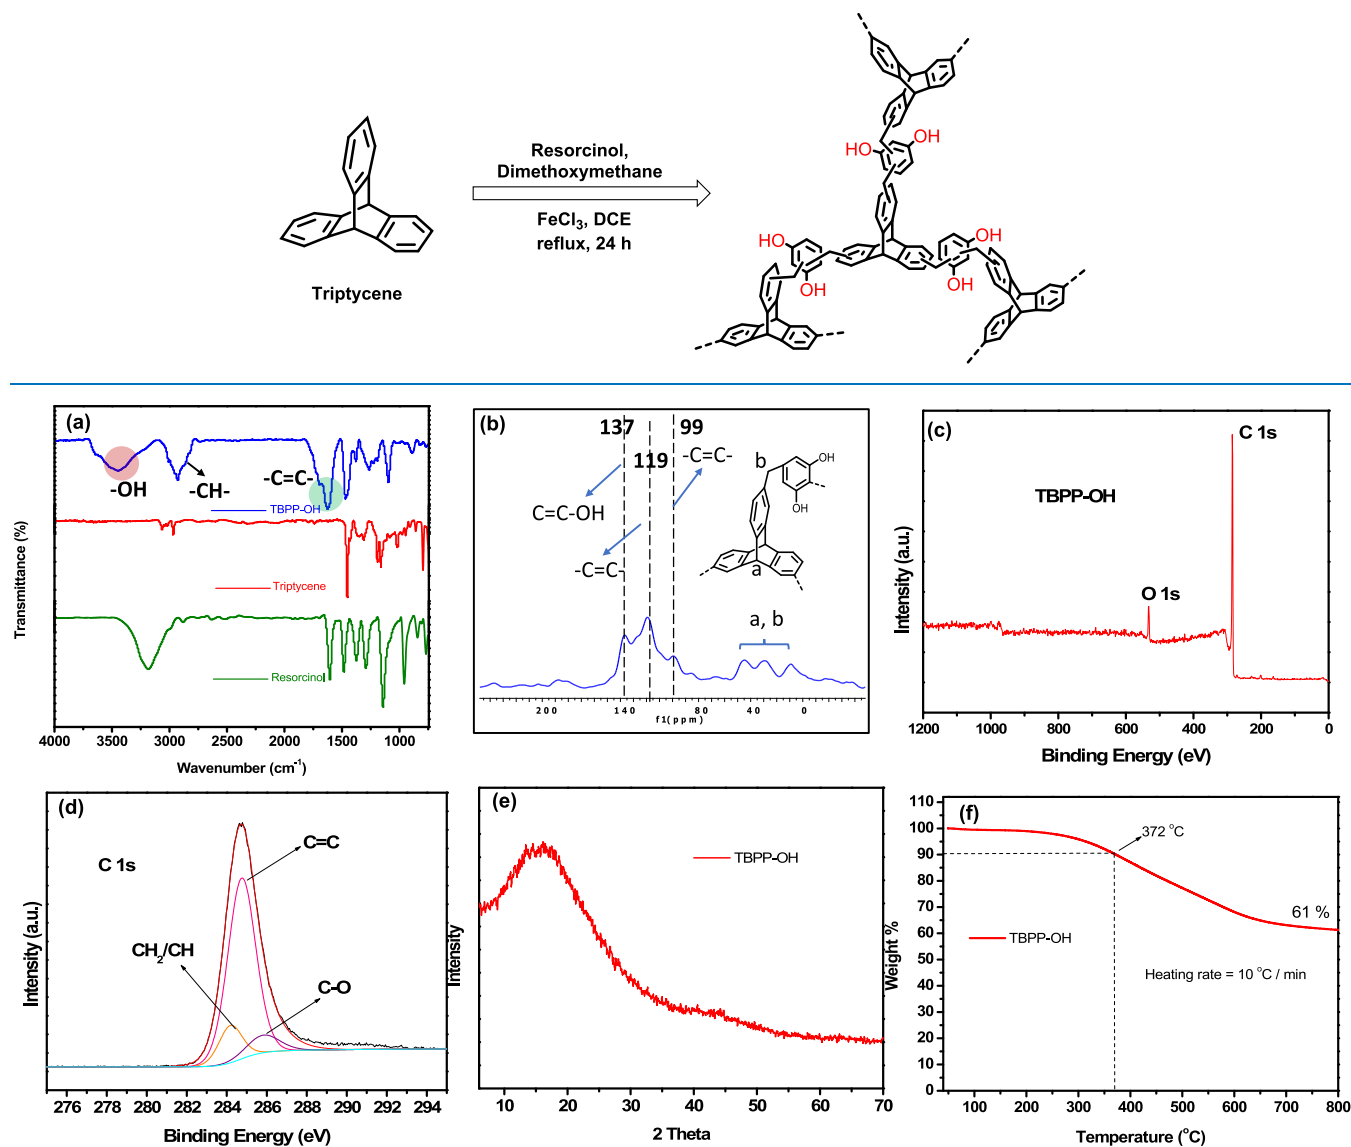 Resorcinol,
Dimethoxymethane
FeCl3, DCE
reflux, 24 h
Triptycene
OH
HO
OH
HO
OH
HO
OH
(a)
-OH
-CH-
-C=C-
TBPP-OH
Triptycene
Resorcinol
Transmittance (%)
4000 3500 3000 2500 2000 1500 1000
Wavenumber (cm-1)
(b)
137
119
99
-C=C-
C=C-OH
-C=C-
b
OH
OH
a
a, b
200 140 80 40 0
f1(ppm)
(c)
C 1s
TBPP-OH
O 1s
Intensity (a.u.)
1200 1000 800 600 400 200 0
Binding Energy (eV)
(d)
C 1s
C=C
CH2/CH
C-O
Intensity (a.u.)
276 278 280 282 284 286 288 290 292 294
Binding Energy (eV)
(e)
TBPP-OH
Intensity
10 20 30 40 50 60 70
2 Theta
(f)
372 °C
61 %
TBPP-OH
Heating rate = 10 °C / min
Weight %
110
100
90
80
70
60
50
40
30
20
10
0
100 200 300 400 500 600 700 800
Temperature (°C)